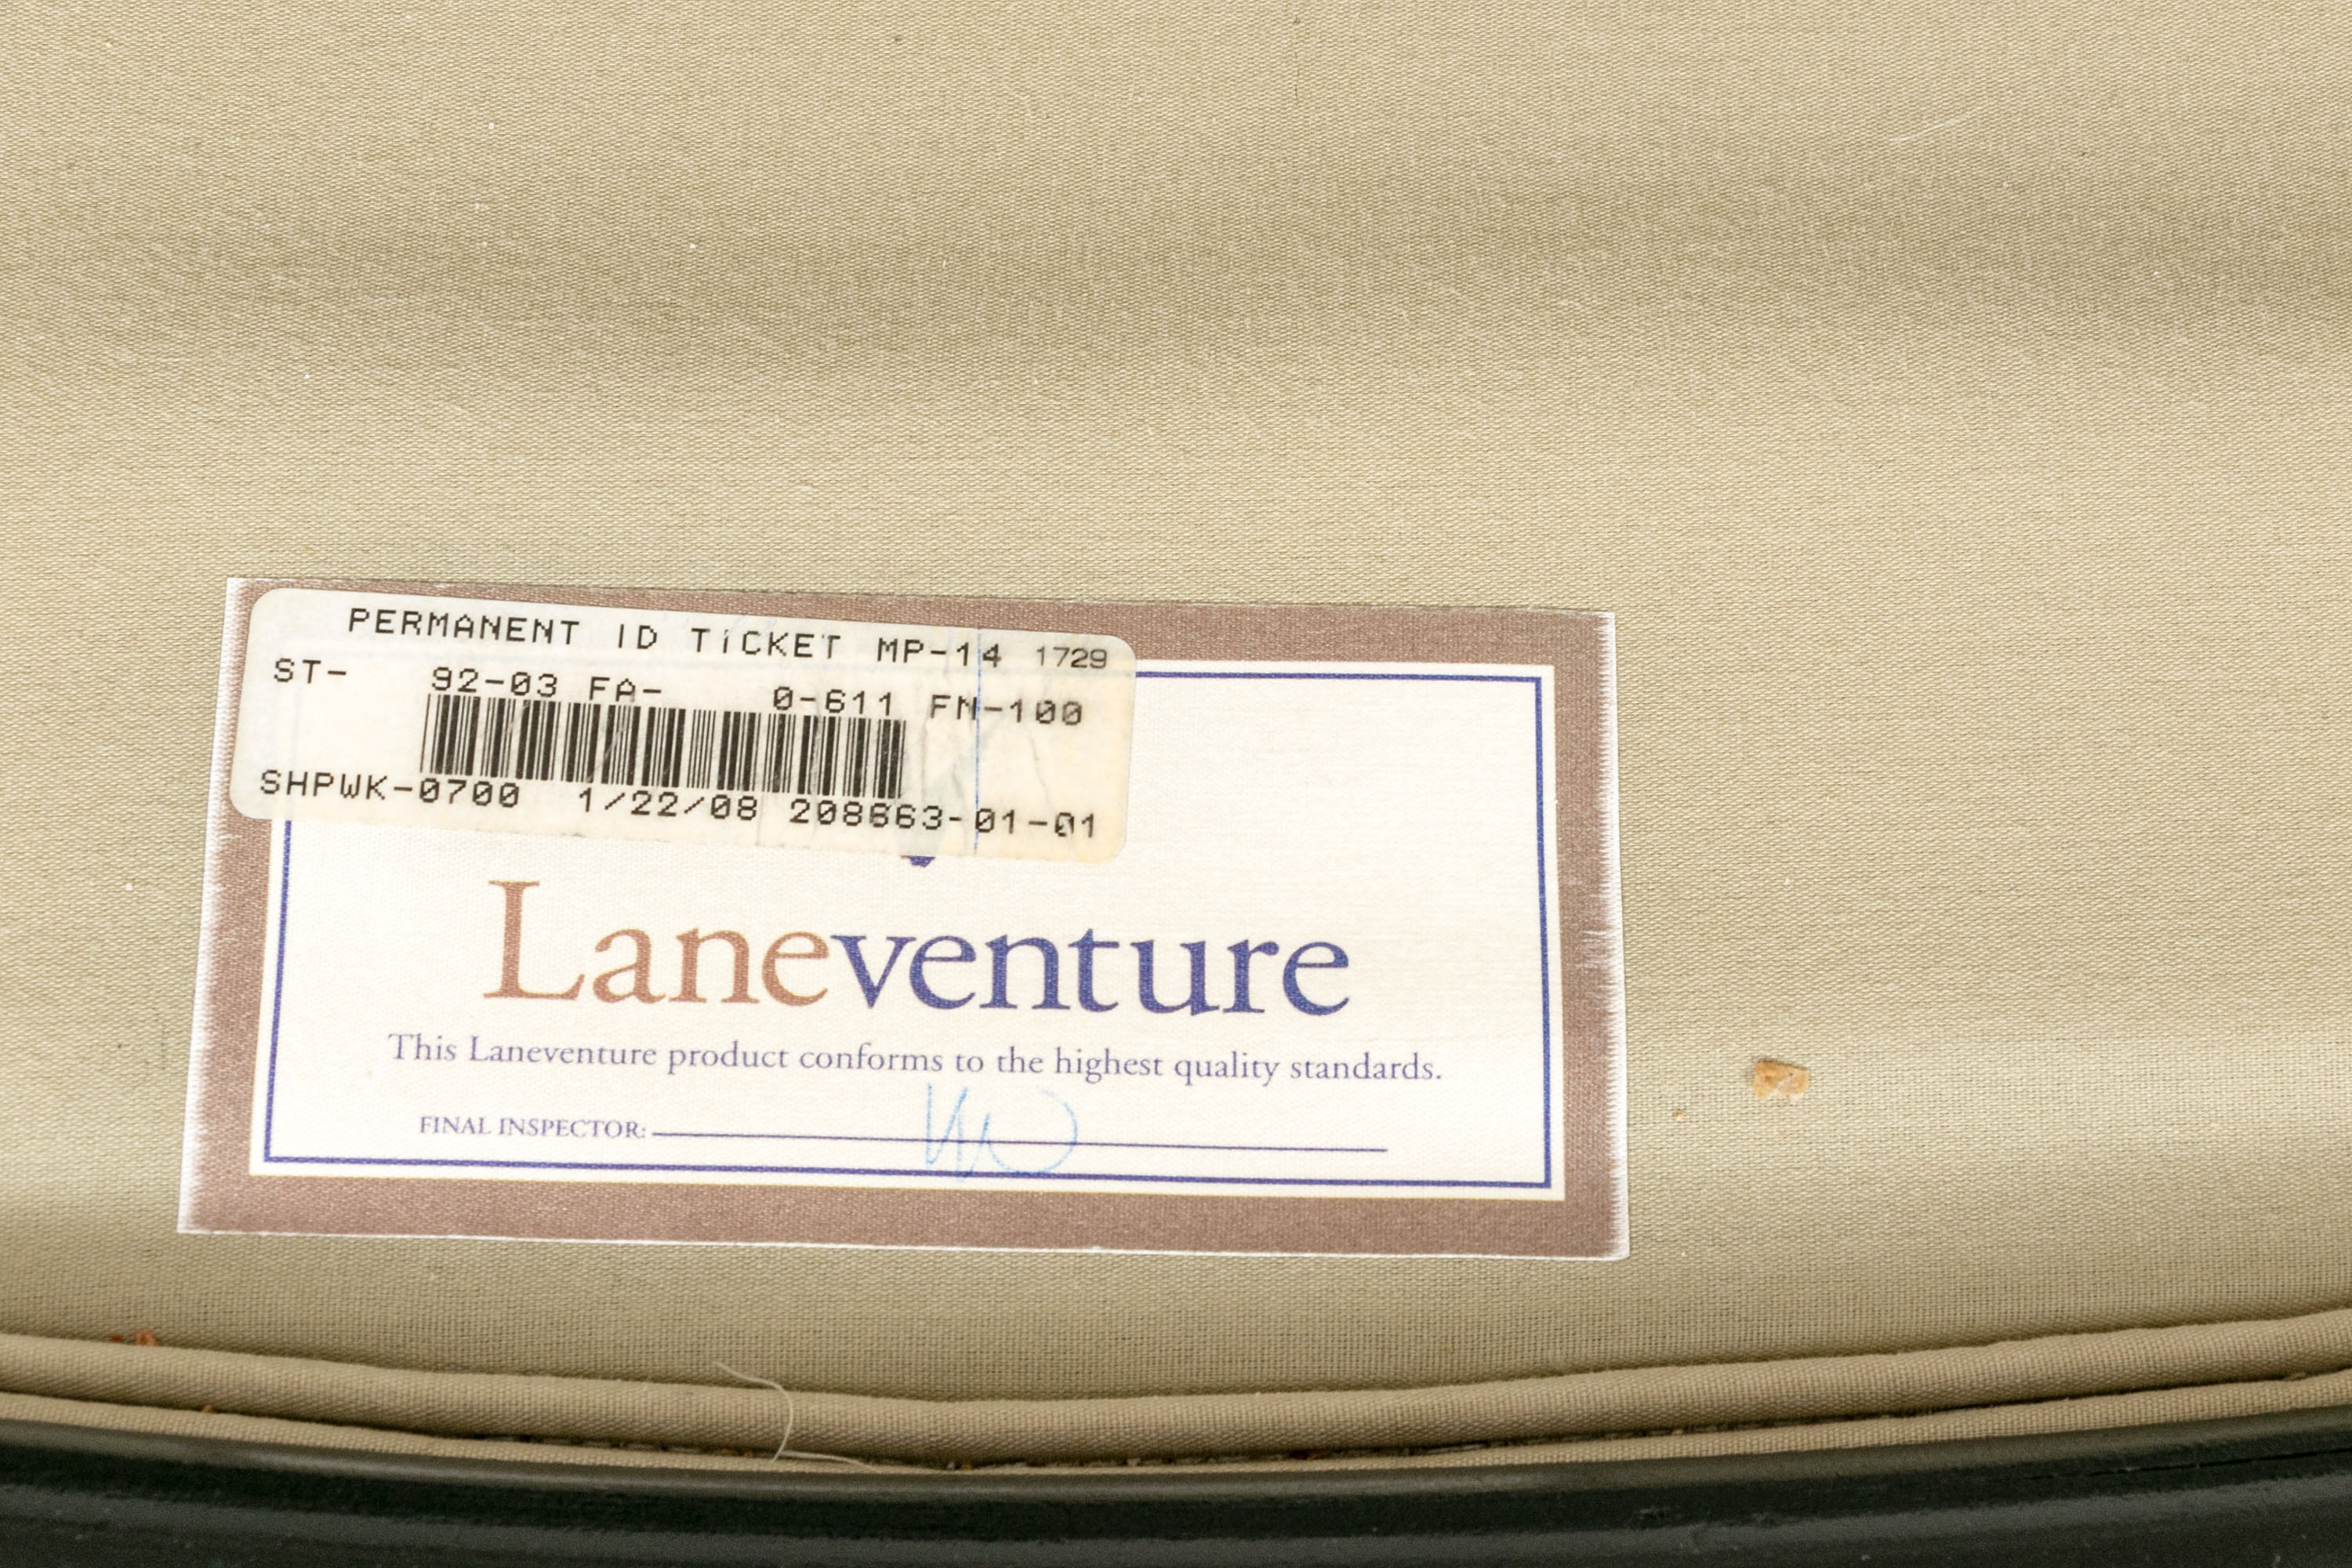 PERMANENT ID TICKET MP-14 1729
ST- 92-03 FA- 0-611 FN-100
SHPWK-0700 1/22/08 208663-01-01
Laneventure
This Laneventure product conforms to the highest quality standards.
FINAL INSPECTOR: